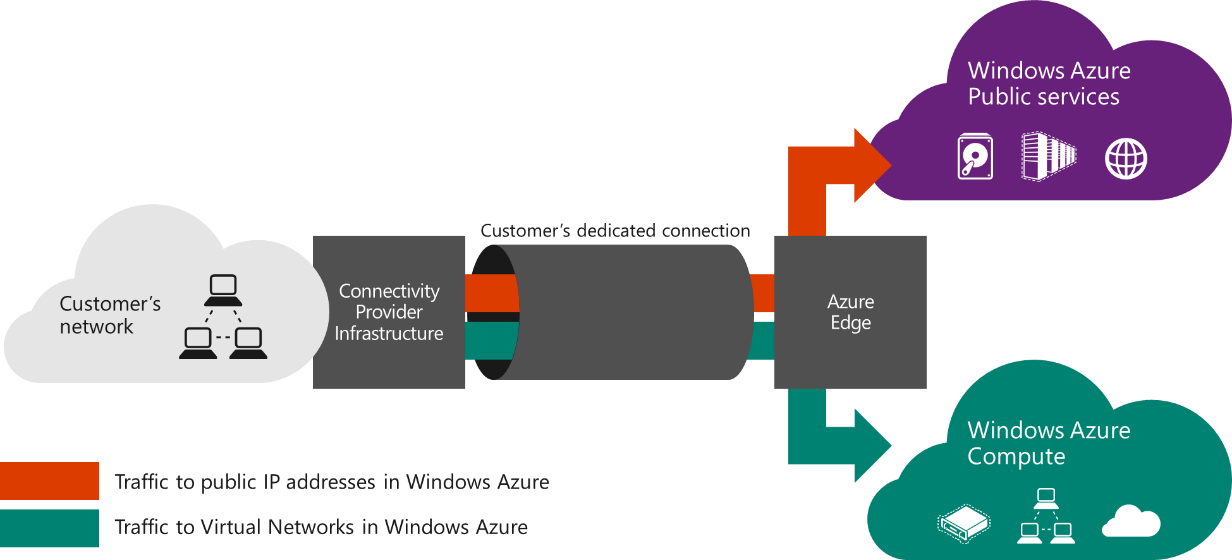 Windows Azure
Public services
Customer’s dedicated connection
Customer’s
network
Connectivity
Provider
Infrastructure
Azure
Edge
Windows Azure
Compute
Traffic to public IP addresses in Windows Azure
Traffic to Virtual Networks in Windows Azure